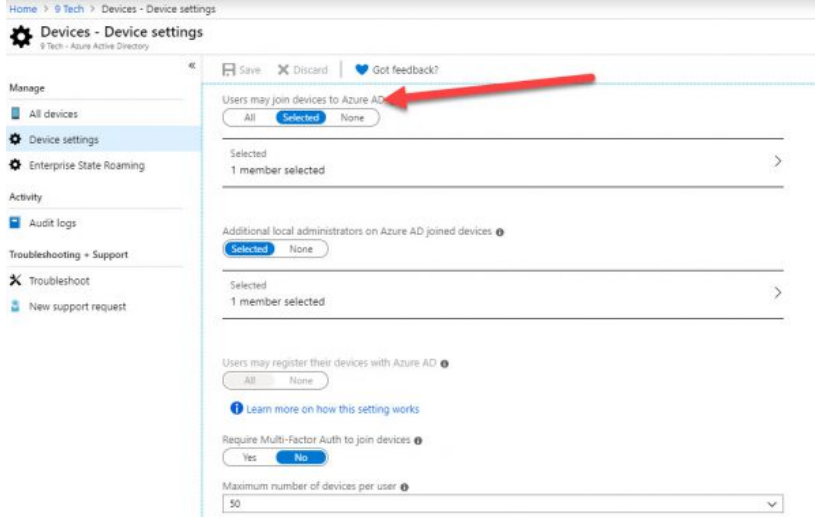 Home > 9 Tech > Devices - Device settings
Devices - Device settings
9 Tech - Azure Active Directory
«
Save Discard Got feedback?
Manage
All devices
Device settings
Enterprise State Roaming
Activity
Audit logs
Troubleshooting + Support
Troubleshoot
New support request
Users may join devices to Azure AD
All Selected None
Selected
1 member selected
Additional local administrators on Azure AD joined devices
Selected None
Selected
1 member selected
Users may register their devices with Azure AD
All None
Learn more on how this setting works
Require Multi-Factor Auth to join devices
Yes No
Maximum number of devices per user
50